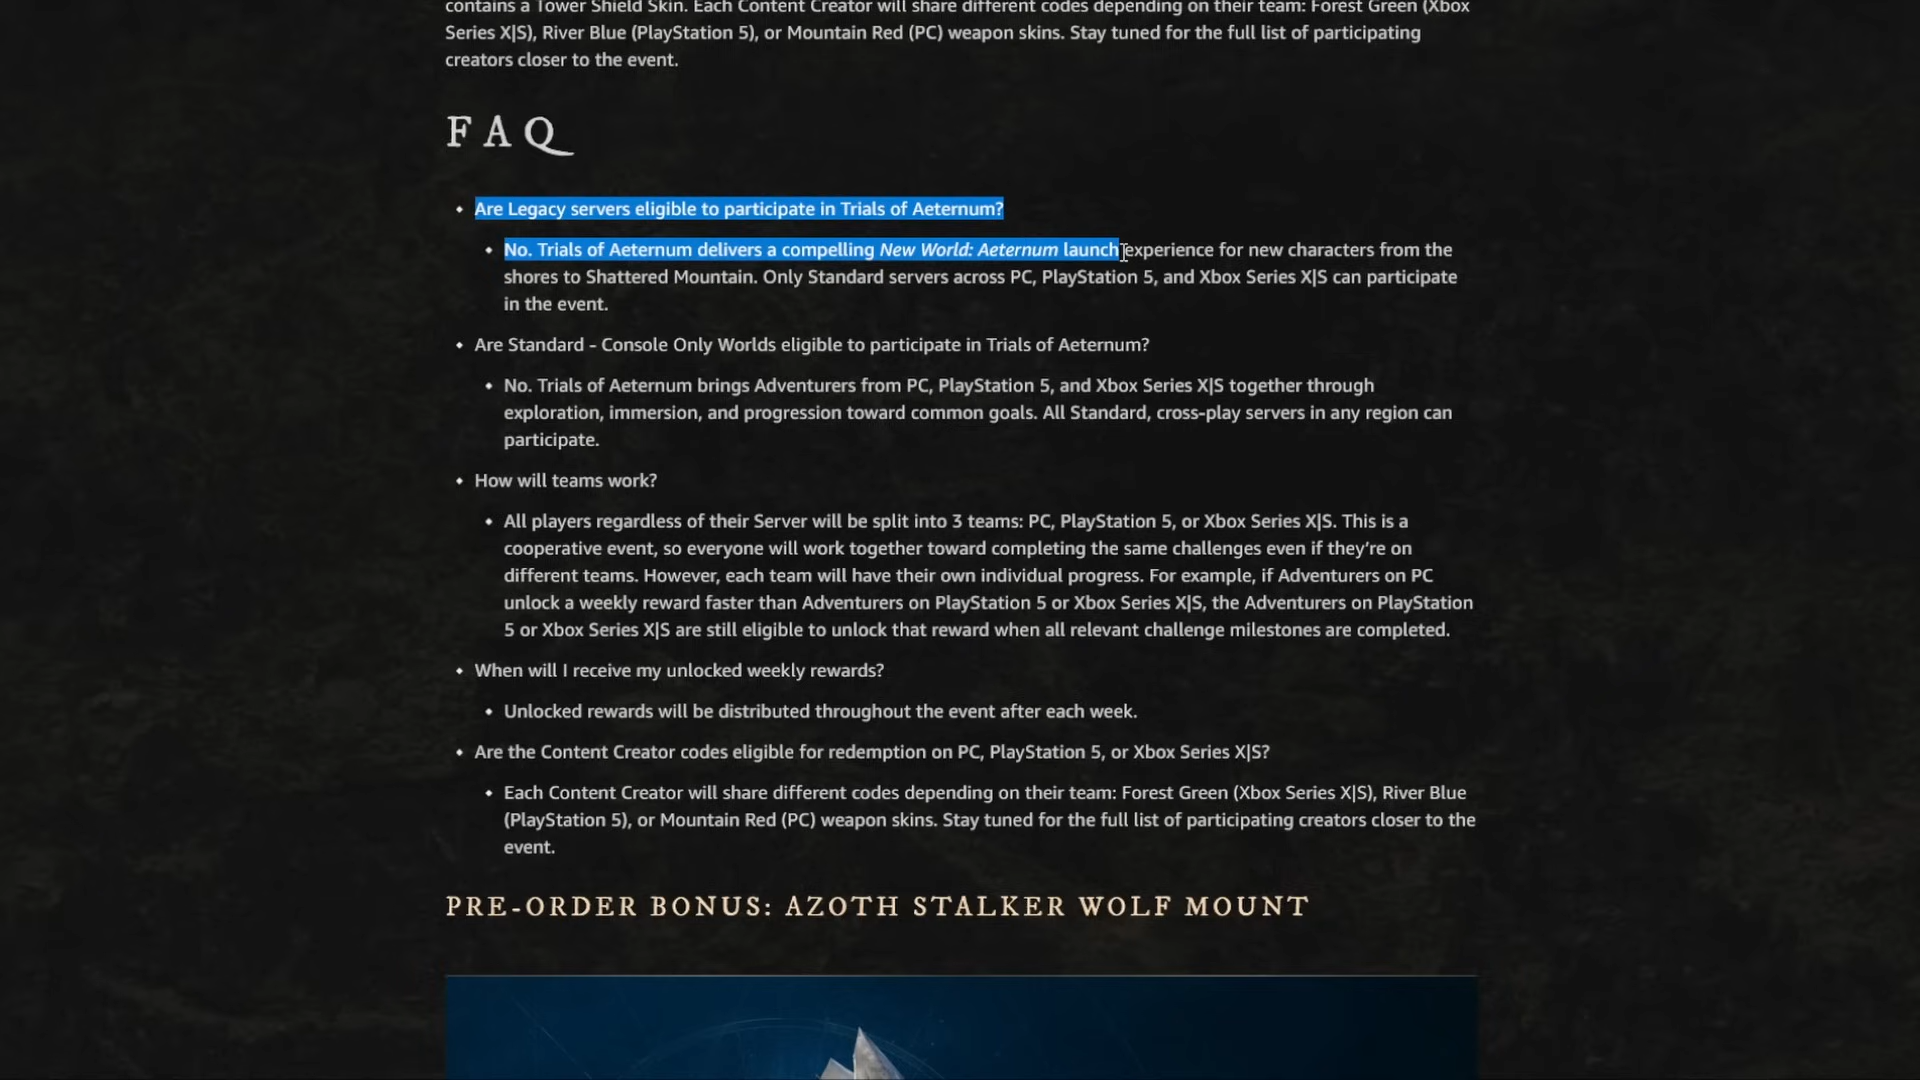 contains a Tower Shield Skin. Each Content Creator will share different codes depending on their team: Forest Green (Xbox
Series X|S), River Blue (PlayStation 5), or Mountain Red (PC) weapon skins. Stay tuned for the full list of participating
creators closer to the event.
FAQ
• Are Legacy servers eligible to participate in Trials of Aeternum?
• No. Trials of Aeternum delivers a compelling New World: Aeternum launch experience for new characters from the
shores to Shattered Mountain. Only Standard servers across PC, PlayStation 5, and Xbox Series X|S can participate
in the event.
• Are Standard - Console Only Worlds eligible to participate in Trials of Aeternum?
• No. Trials of Aeternum brings Adventurers from PC, PlayStation 5, and Xbox Series X|S together through
exploration, immersion, and progression toward common goals. All Standard, cross-play servers in any region can
participate.
• How will teams work?
• All players regardless of their Server will be split into 3 teams: PC, PlayStation 5, or Xbox Series X|S. This is a
cooperative event, so everyone will work together toward completing the same challenges even if they’re on
different teams. However, each team will have their own individual progress. For example, if Adventurers on PC
unlock a weekly reward faster than Adventurers on PlayStation 5 or Xbox Series X|S, the Adventurers on PlayStation
5 or Xbox Series X|S are still eligible to unlock that reward when all relevant challenge milestones are completed.
• When will I receive my unlocked weekly rewards?
• Unlocked rewards will be distributed throughout the event after each week.
• Are the Content Creator codes eligible for redemption on PC, PlayStation 5, or Xbox Series X|S?
• Each Content Creator will share different codes depending on their team: Forest Green (Xbox Series X|S), River Blue
(PlayStation 5), or Mountain Red (PC) weapon skins. Stay tuned for the full list of participating creators closer to the
event.
PRE-ORDER BONUS: AZOTH STALKER WOLF MOUNT